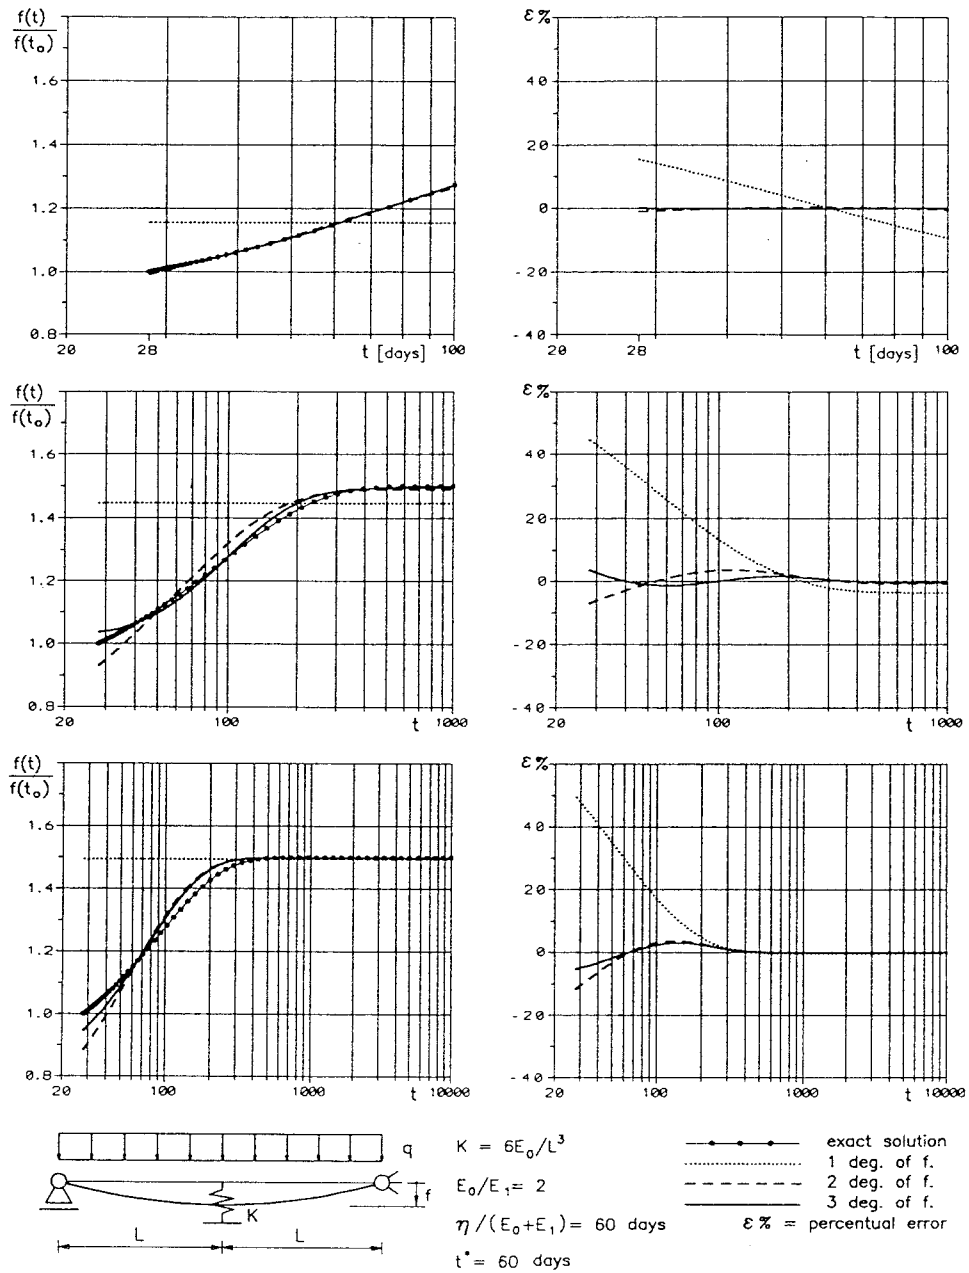 f(t)
f(t₀)
1.6
1.4
1.2
1.0
0.8
20
28
t [days]
100
ε%
40
20
0
-20
-40
20
28
t [days]
100
f(t)
f(t₀)
1.6
1.4
1.2
1.0
0.8
20
100
t
1000
ε%
40
20
0
-20
-40
20
100
t
1000
f(t)
f(t₀)
1.6
1.4
1.2
1.0
0.8
20
100
1000
t
10000
ε%
40
20
0
-20
-40
20
100
1000
t
10000
q
f
K
L
L
K = 6E₀/L³
E₀/E₁ = 2
η/(E₀+E₁) = 60 days
t* = 60 days
exact solution
1 deg. of f.
2 deg. of f.
3 deg. of f.
ε% = percentual error